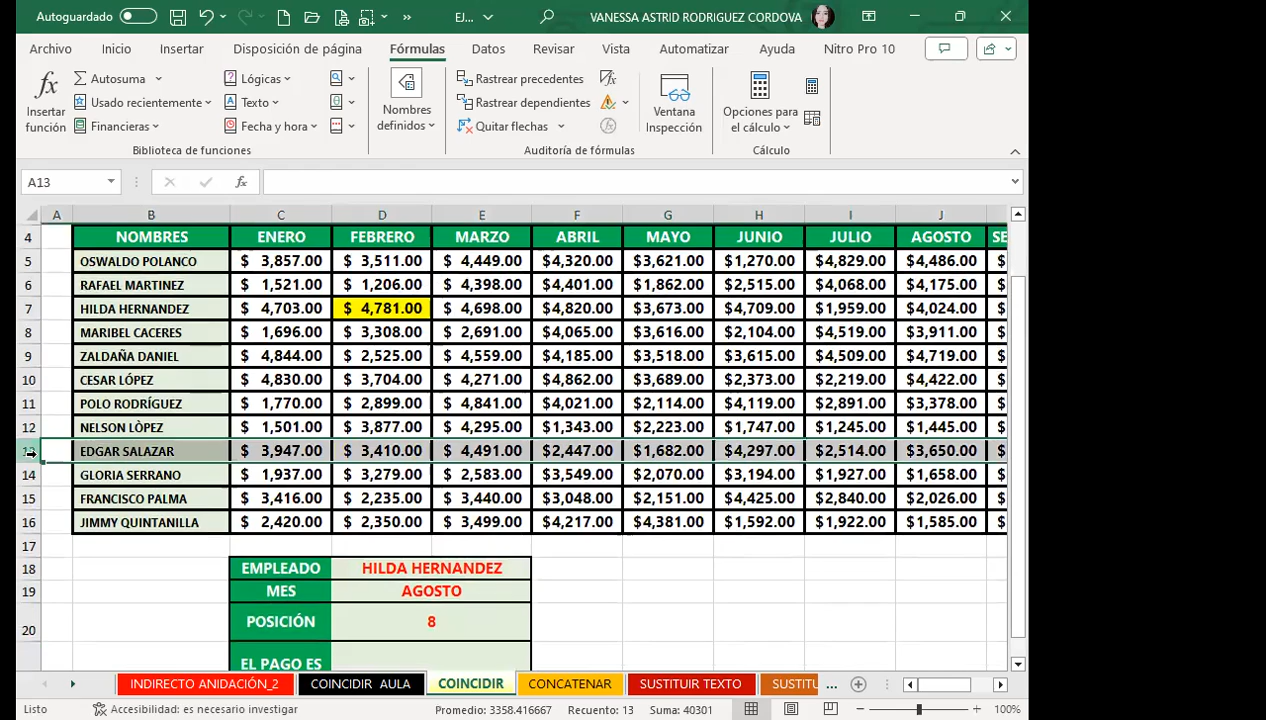 Autoguardado EJ... VANESSA ASTRID RODRIGUEZ CORDOVA
Archivo Inicio Insertar Disposición de página Fórmulas Datos Revisar Vista Automatizar Ayuda Nitro Pro 10
fx Insertar función
Autosuma Lógicas
Usado recientemente Texto
Financieras Fecha y hora
Biblioteca de funciones
Nombres definidos
Rastrear precedentes
Rastrear dependientes
Quitar flechas
Auditoría de fórmulas
Ventana Inspección
Opciones para el cálculo
Cálculo
A13 fx
A B C D E F G H I J
4 NOMBRES ENERO FEBRERO MARZO ABRIL MAYO JUNIO JULIO AGOSTO SE
5 OSWALDO POLANCO $ 3,857.00 $ 3,511.00 $ 4,449.00 $4,320.00 $3,621.00 $1,270.00 $4,829.00 $4,486.00 $
6 RAFAEL MARTINEZ $ 1,521.00 $ 1,206.00 $ 4,398.00 $4,401.00 $1,862.00 $2,515.00 $4,068.00 $4,175.00 $
7 HILDA HERNANDEZ $ 4,703.00 $ 4,781.00 $ 4,698.00 $4,820.00 $3,673.00 $4,709.00 $1,959.00 $4,024.00 $
8 MARIBEL CACERES $ 1,696.00 $ 3,308.00 $ 2,691.00 $4,065.00 $3,616.00 $2,104.00 $4,519.00 $3,911.00 $
9 ZALDAÑA DANIEL $ 4,844.00 $ 2,525.00 $ 4,559.00 $4,185.00 $3,518.00 $3,615.00 $4,509.00 $4,719.00 $
10 CESAR LÓPEZ $ 4,830.00 $ 3,704.00 $ 4,271.00 $4,862.00 $3,689.00 $2,373.00 $2,219.00 $4,422.00 $
11 POLO RODRÍGUEZ $ 1,770.00 $ 2,899.00 $ 4,841.00 $4,021.00 $2,114.00 $4,119.00 $2,891.00 $3,378.00 $
12 NELSON LÒPEZ $ 1,501.00 $ 3,877.00 $ 4,295.00 $1,343.00 $2,223.00 $1,747.00 $1,245.00 $1,445.00 $
13 EDGAR SALAZAR $ 3,947.00 $ 3,410.00 $ 4,491.00 $2,447.00 $1,682.00 $4,297.00 $2,514.00 $3,650.00 $
14 GLORIA SERRANO $ 1,937.00 $ 3,279.00 $ 2,583.00 $3,549.00 $2,070.00 $3,194.00 $1,927.00 $1,658.00 $
15 FRANCISCO PALMA $ 3,416.00 $ 2,235.00 $ 3,440.00 $3,048.00 $2,151.00 $4,425.00 $2,840.00 $2,026.00 $
16 JIMMY QUINTANILLA $ 2,420.00 $ 2,350.00 $ 3,499.00 $4,217.00 $4,381.00 $1,592.00 $1,922.00 $1,585.00 $
17
18 EMPLEADO HILDA HERNANDEZ
19 MES AGOSTO
20 POSICIÓN 8
EL PAGO ES
INDIRECTO ANIDACIÓN_2 COINCIDIR AULA COINCIDIR CONCATENAR SUSTITUIR TEXTO SUSTITU ...
Listo Accesibilidad: es necesario investigar Promedio: 3358.416667 Recuento: 13 Suma: 40301 100%